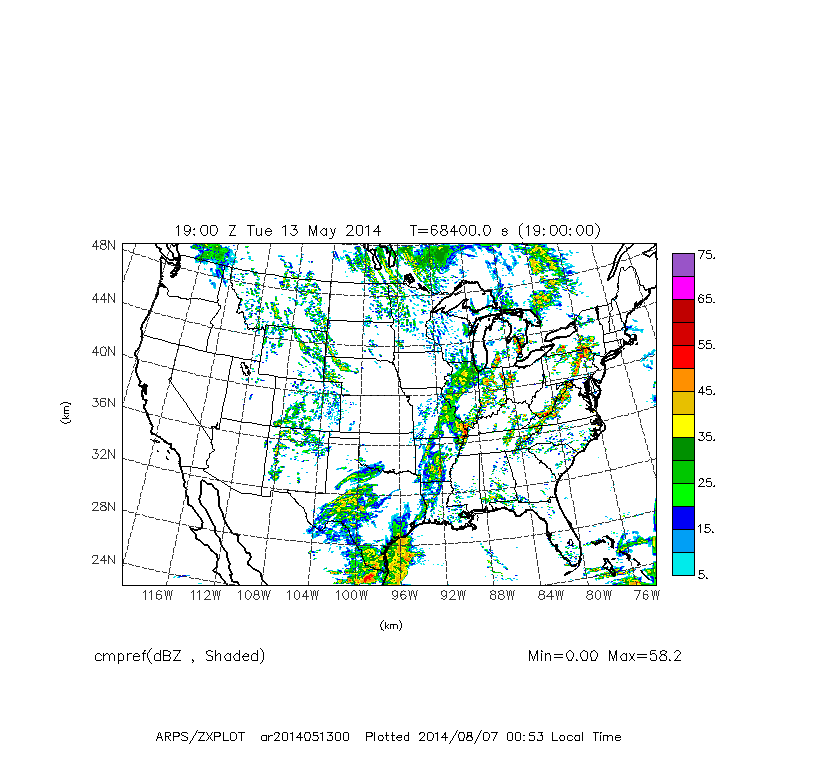 19:00 Z Tue 13 May 2014 T=68400.0 s (19:00:00)
48N
44N
40N
36N
32N
28N
24N
(km)
116W 112W 108W 104W 100W 96W 92W 88W 84W 80W 76W
(km)
75.
65.
55.
45.
35.
25.
15.
5.
cmpref(dBZ , Shaded) Min=0.00 Max=58.2
ARPS/ZXPLOT ar2014051300 Plotted 2014/08/07 00:53 Local Time